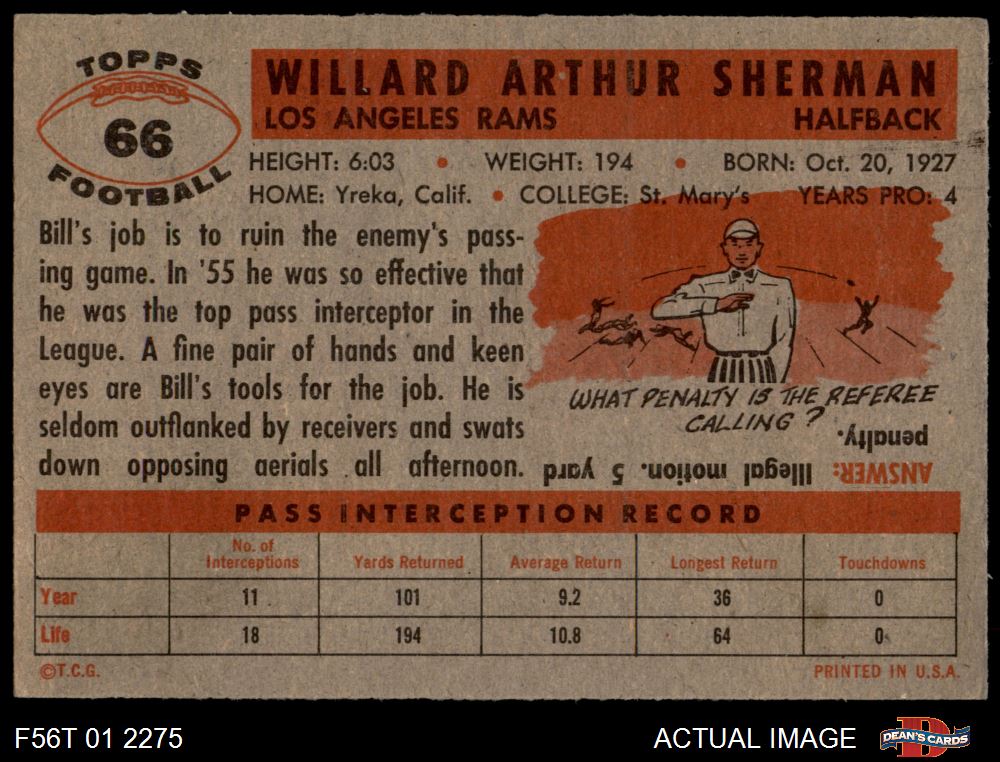 TOPPS
66
FOOTBALL
WILLARD ARTHUR SHERMAN
LOS ANGELES RAMS HALFBACK
HEIGHT: 6:03 • WEIGHT: 194 • BORN: Oct. 20, 1927
HOME: Yreka, Calif. • COLLEGE: St. Mary's YEARS PRO: 4
Bill's job is to ruin the enemy's pass-
ing game. In '55 he was so effective that
he was the top pass interceptor in the
League. A fine pair of hands and keen
eyes are Bill's tools for the job. He is
seldom outflanked by receivers and swats
down opposing aerials all afternoon.
WHAT PENALTY IS THE REFEREE
CALLING?
ANSWER: Illegal motion. 5 yard
penalty.
PASS INTERCEPTION RECORD
No. of Interceptions Yards Returned Average Return Longest Return Touchdowns
Year 11 101 9.2 36 0
Life 18 194 10.8 64 0
©T.C.G. PRINTED IN U.S.A.
F56T 01 2275 ACTUAL IMAGE D DEAN'S CARDS